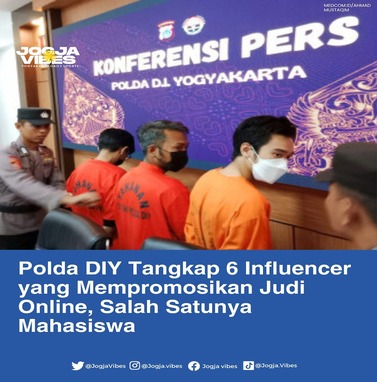 MEDCOM.ID/AHMAD
MUSTAQIM
JOGJA
VIBES
KONFERENSI PERS
POLDA D.I. YOGYAKARTA
TAHANAN
Polda DIY Tangkap 6 Influencer
yang Mempromosikan Judi
Online, Salah Satunya
Mahasiswa
@JogjaVibes
@Jogja.vibes
Jogja vibes
@Jogja.Vibes